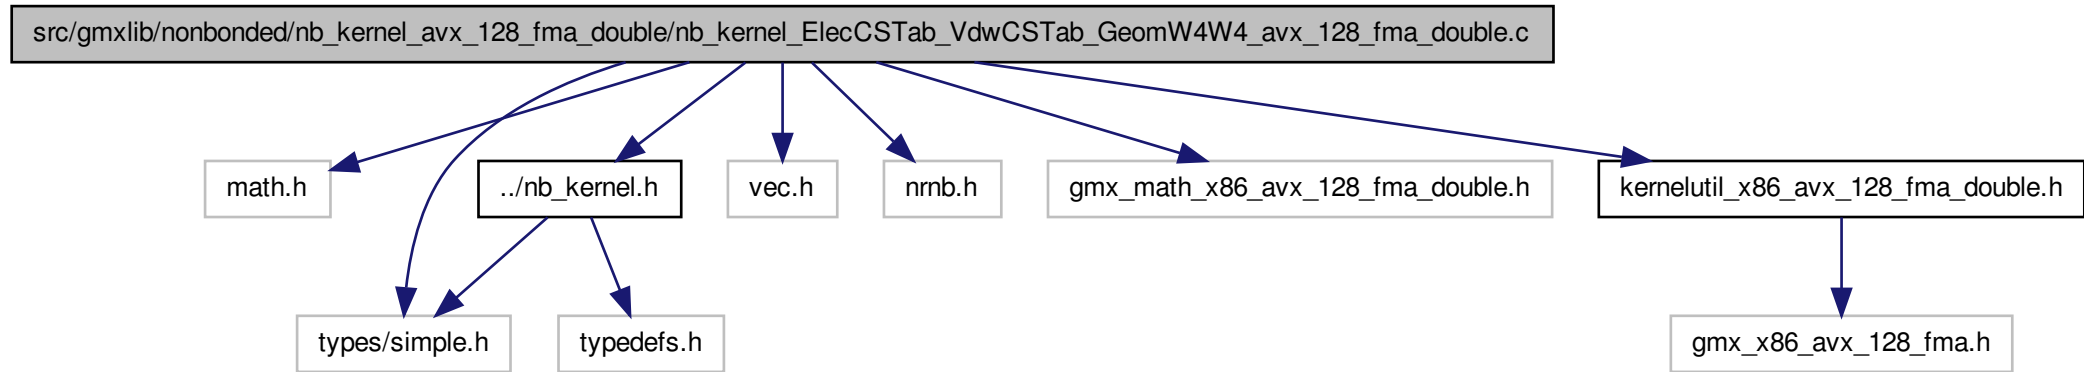 src/gmxlib/nonbonded/nb_kernel_avx_128_fma_double/nb_kernel_ElecCSTab_VdwCSTab_GeomW4W4_avx_128_fma_double.c
math.h
../nb_kernel.h
vec.h
nrnb.h
gmx_math_x86_avx_128_fma_double.h
kernelutil_x86_avx_128_fma_double.h
types/simple.h
typedefs.h
gmx_x86_avx_128_fma.h